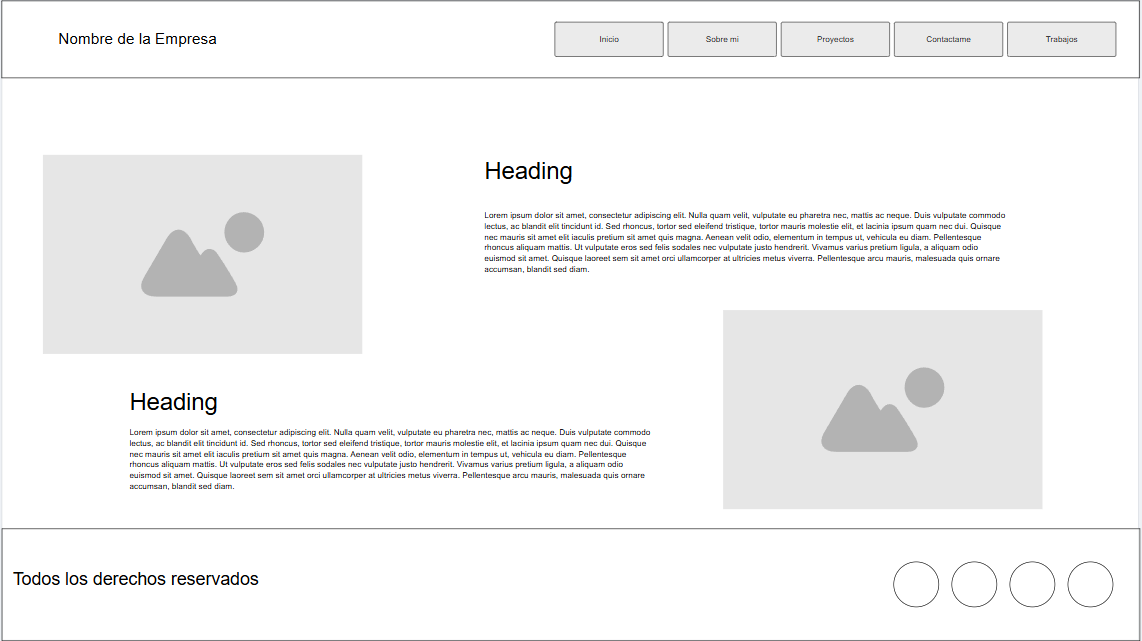 Nombre de la Empresa
Inicio
Sobre mi
Proyectos
Contactame
Trabajos
Heading
Lorem ipsum dolor sit amet, consectetur adipiscing elit. Nulla quam velit, vulputate eu pharetra nec, mattis ac neque. Duis vulputate commodo
lectus, ac blandit elit tincidunt id. Sed rhoncus, tortor sed eleifend tristique, tortor mauris molestie elit, et lacinia ipsum quam nec dui. Quisque
nec mauris sit amet elit iaculis pretium sit amet quis magna. Aenean velit odio, elementum in tempus ut, vehicula eu diam. Pellentesque
rhoncus aliquam mattis. Ut vulputate eros sed felis sodales nec vulputate justo hendrerit. Vivamus varius pretium ligula, a aliquam odio
euismod sit amet. Quisque laoreet sem sit amet orci ullamcorper at ultricies metus viverra. Pellentesque arcu mauris, malesuada quis ornare
accumsan, blandit sed diam.
Heading
Lorem ipsum dolor sit amet, consectetur adipiscing elit. Nulla quam velit, vulputate eu pharetra nec, mattis ac neque. Duis vulputate commodo
lectus, ac blandit elit tincidunt id. Sed rhoncus, tortor sed eleifend tristique, tortor mauris molestie elit, et lacinia ipsum quam nec dui. Quisque
nec mauris sit amet elit iaculis pretium sit amet quis magna. Aenean velit odio, elementum in tempus ut, vehicula eu diam. Pellentesque
rhoncus aliquam mattis. Ut vulputate eros sed felis sodales nec vulputate justo hendrerit. Vivamus varius pretium ligula, a aliquam odio
euismod sit amet. Quisque laoreet sem sit amet orci ullamcorper at ultricies metus viverra. Pellentesque arcu mauris, malesuada quis ornare
accumsan, blandit sed diam.
Todos los derechos reservados